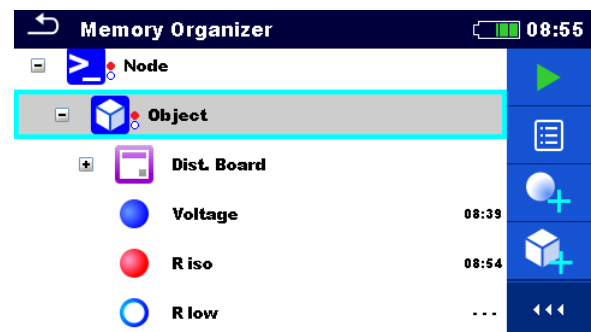 Memory Organizer 08:55
Node
Object
Dist. Board
Voltage 08:39
R iso 08:54
R low ---